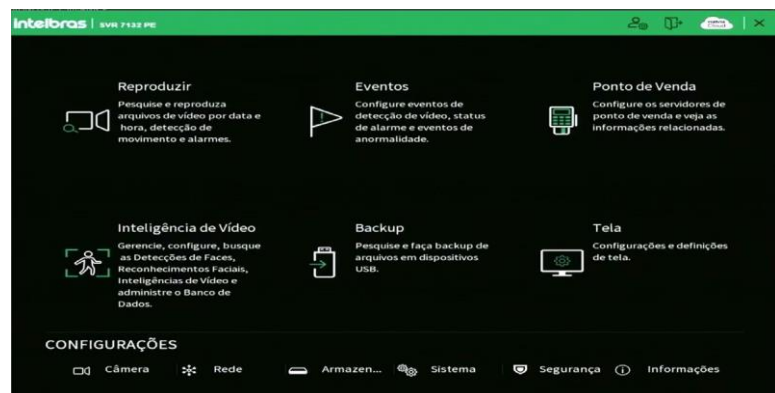 intelbras | SVR 7132 PE
Reproduzir
Pesquise e reproduza
arquivos de vídeo por data e
hora, detecção de
movimento e alarmes.
Eventos
Configure eventos de
detecção de vídeo, status
de alarme e eventos de
anormalidade.
Ponto de Venda
Configure os servidores de
ponto de venda e veja as
informações relacionadas.
Inteligência de Vídeo
Gerencie, configure, busque
as Detecções de Faces,
Reconhecimentos Faciais,
Inteligências de Vídeo e
administre o Banco de
Dados.
Backup
Pesquise e faça backup de
arquivos em dispositivos
USB.
Tela
Configurações e definições
de tela.
CONFIGURAÇÕES
Câmera Rede Armazen... Sistema Segurança Informações